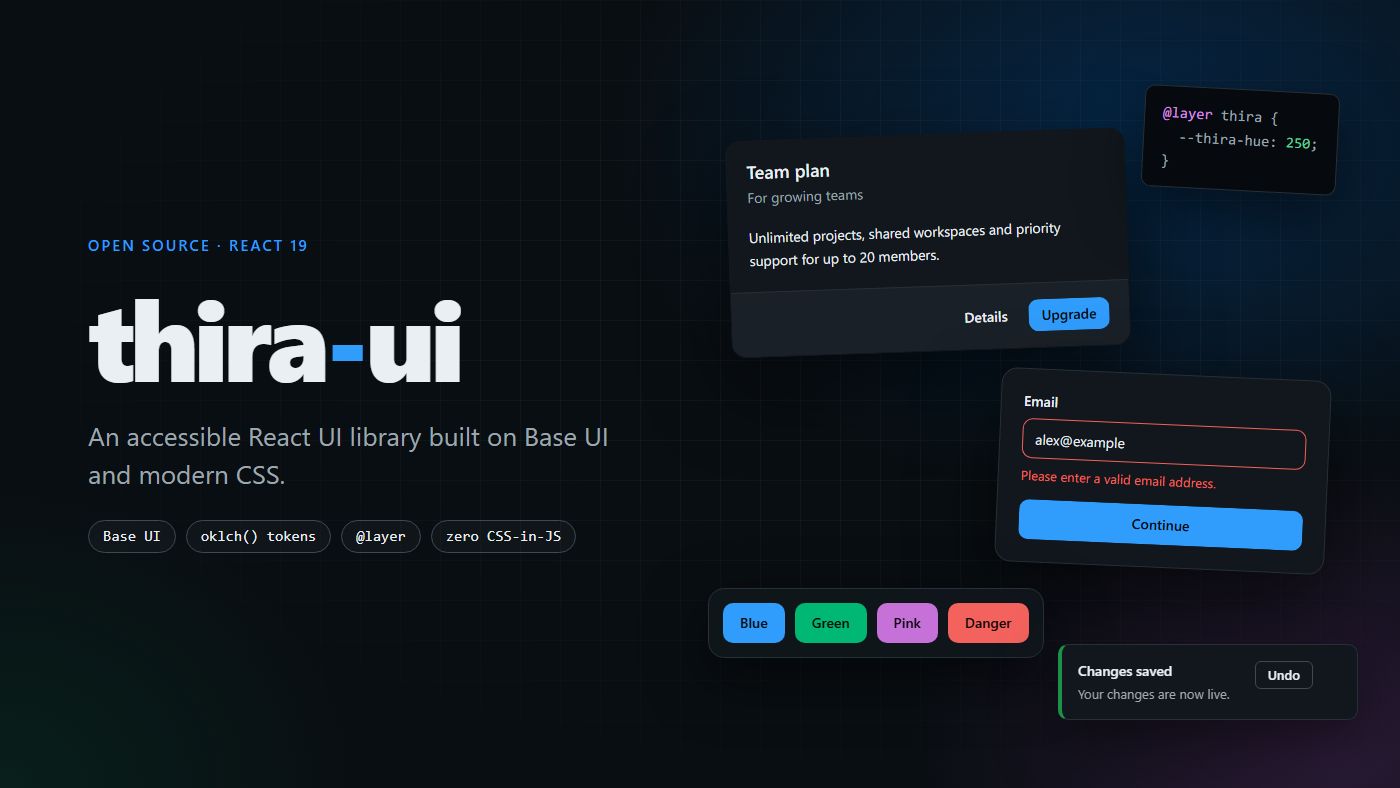 OPEN SOURCE · REACT 19
thira-ui
An accessible React UI library built on Base UI
and modern CSS.
Base UI
oklch() tokens
@layer
zero CSS-in-JS
@layer thira {
  --thira-hue: 250;
}
Team plan
For growing teams
Unlimited projects, shared workspaces and priority
support for up to 20 members.
Details
Upgrade
Email
alex@example
Please enter a valid email address.
Continue
Blue
Green
Pink
Danger
Changes saved
Your changes are now live.
Undo